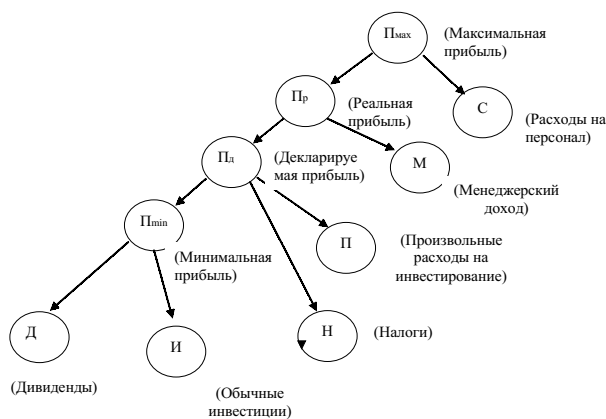 Пмах
(Максимальная
прибыль)
Пр
(Реальная
прибыль)
С
(Расходы на
персонал)
Пд
(Декларируе
мая прибыль)
М
(Менеджерский
доход)
Пmin
(Минимальная
прибыль)
П
(Произвольные
расходы на
инвестирование)
Д
(Дивиденды)
И
(Обычные
инвестиции)
Н
(Налоги)